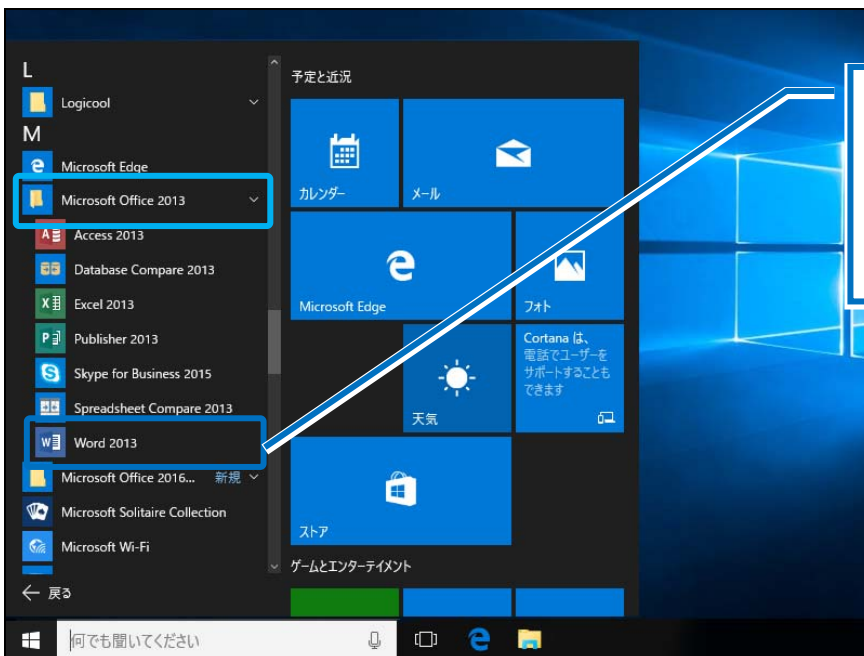 L
Logicool
M
Microsoft Edge
Microsoft Office 2013
Access 2013
Database Compare 2013
Excel 2013
Publisher 2013
Skype for Business 2015
Spreadsheet Compare 2013
Word 2013
Microsoft Office 2016... 新規
Microsoft Solitaire Collection
Microsoft Wi-Fi
戻る
予定と近況
カレンダー
メール
Microsoft Edge
フォト
天気
Cortana は、
電話でユーザーを
サポートすることも
できます
ストア
ゲームとエンターテイメント
何でも聞いてください